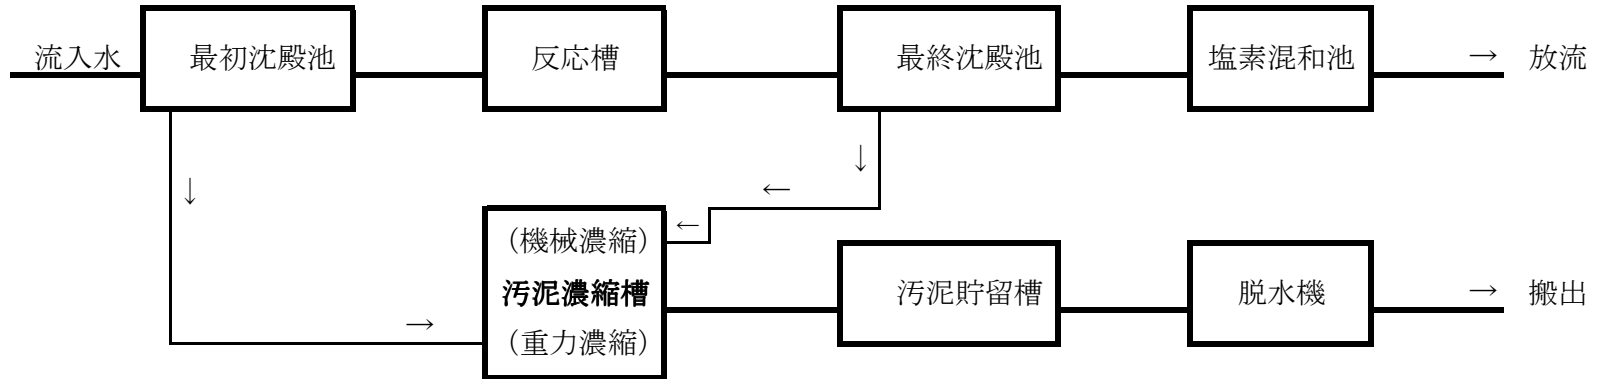 流入水 最初沈殿池 反応槽 最終沈殿池 塩素混和池 → 放流
↓ ↓
← ←
(機械濃縮)
汚泥濃縮槽 汚泥貯留槽 脱水機 → 搬出
→ (重力濃縮)